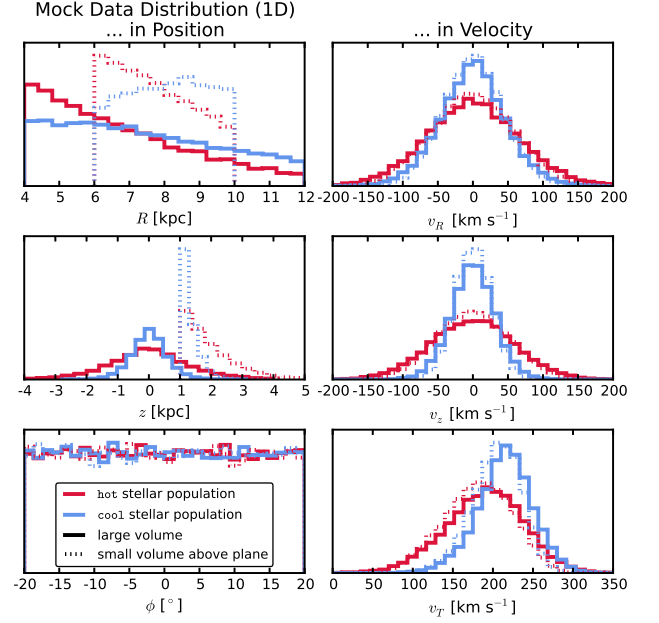 Mock Data Distribution (1D)
... in Position
... in Velocity
4 5 6 7 8 9 10 11 12
R [kpc]
-200 -150 -100 -50 0 50 100 150 200
v_R [km s⁻¹]
-4 -3 -2 -1 0 1 2 3 4 5
z [kpc]
-200 -150 -100 -50 0 50 100 150 200
v_z [km s⁻¹]
hot stellar population
cool stellar population
large volume
small volume above plane
-20 -15 -10 -5 0 5 10 15 20
ϕ [°]
0 50 100 150 200 250 300 350
v_T [km s⁻¹]